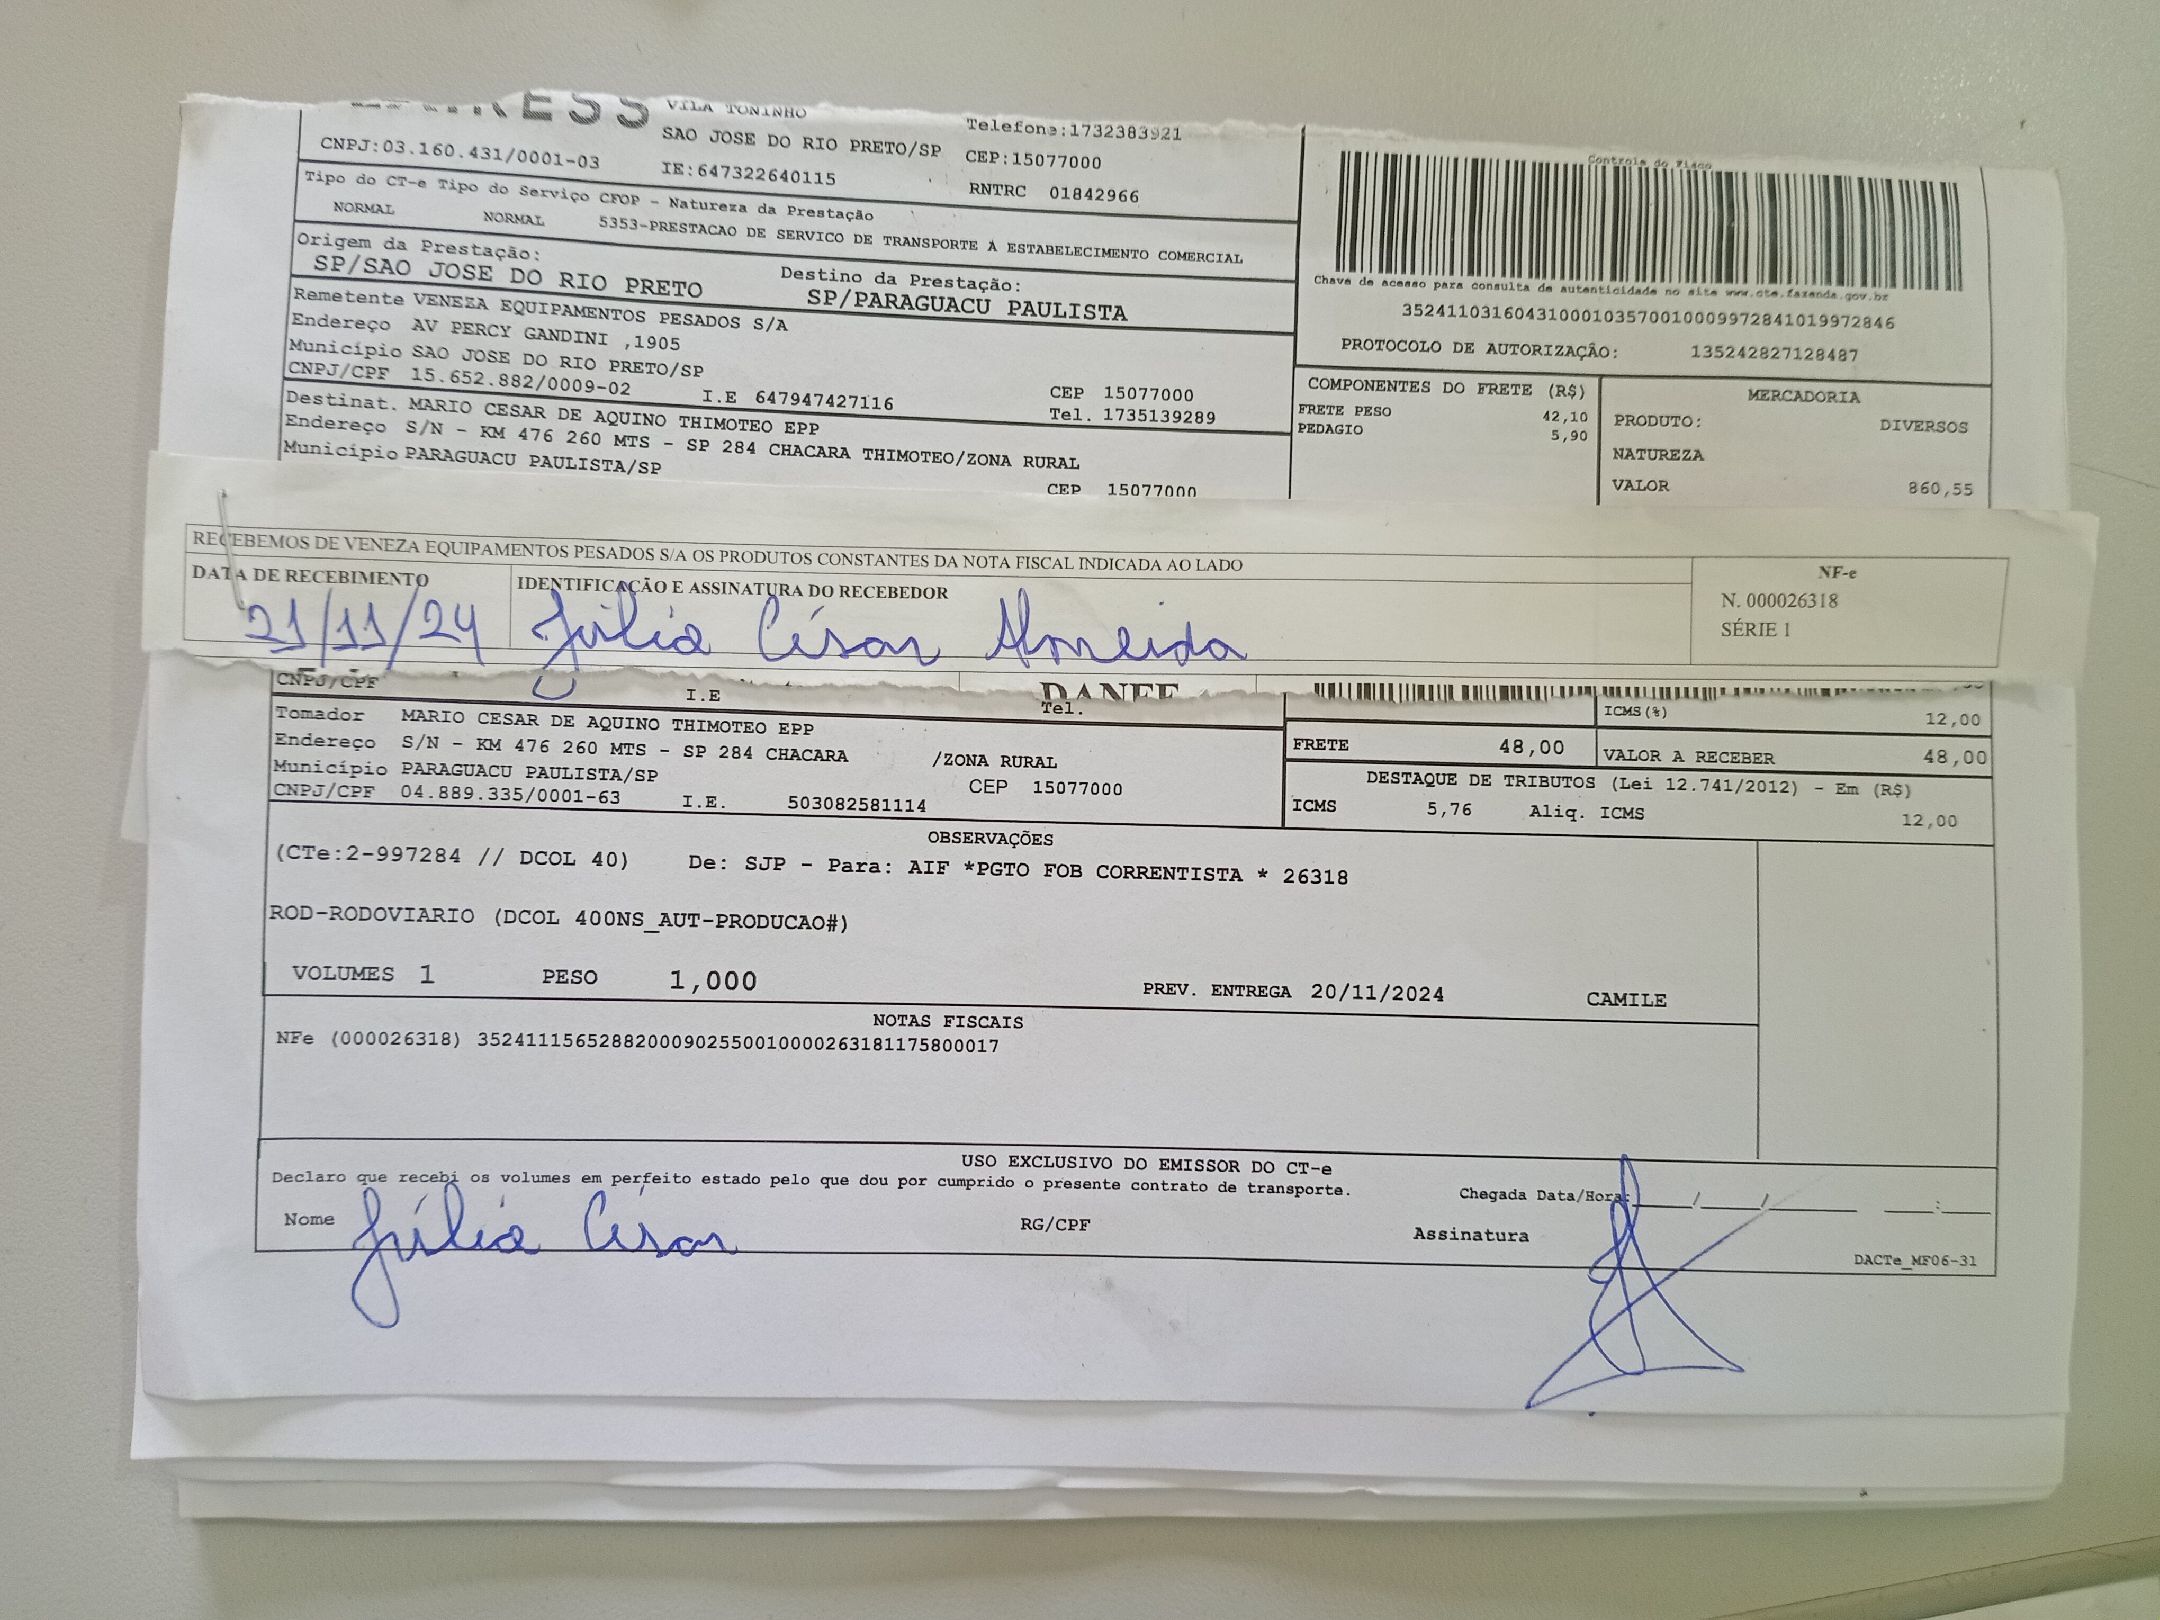 VILA TONINHO
Telefone:1732383921
SAO JOSE DO RIO PRETO/SP
CEP:15077000
CNPJ:03.160.431/0001-03
IE:647322640115
RNTRC 01842966
Controle do Fisco
Tipo do CT-e Tipo do Serviço CFOP - Natureza da Prestação
NORMAL NORMAL 5353-PRESTACAO DE SERVICO DE TRANSPORTE A ESTABELECIMENTO COMERCIAL
Origem da Prestação:
SP/SAO JOSE DO RIO PRETO
Destino da Prestação:
SP/PARAGUACU PAULISTA
Chave de acesso para consulta de autenticidade no site www.cte.fazenda.gov.br
35241103160431000103570010009972841019972846
PROTOCOLO DE AUTORIZAÇÃO: 135242827128487
Remetente VENEZA EQUIPAMENTOS PESADOS S/A
Endereço AV PERCY GANDINI ,1905
Município SAO JOSE DO RIO PRETO/SP
CEP 15077000
CNPJ/CPF 15.652.882/0009-02 I.E 647947427116
Tel. 1735139289
Destinat. MARIO CESAR DE AQUINO THIMOTEO EPP
Endereço S/N - KM 476 260 MTS - SP 284 CHACARA THIMOTEO/ZONA RURAL
Município PARAGUACU PAULISTA/SP
CEP 15077000
COMPONENTES DO FRETE (R$)
FRETE PESO 42,10
PEDAGIO 5,90
MERCADORIA
PRODUTO: DIVERSOS
NATUREZA
VALOR 860,55
RECEBEMOS DE VENEZA EQUIPAMENTOS PESADOS S/A OS PRODUTOS CONSTANTES DA NOTA FISCAL INDICADA AO LADO
DATA DE RECEBIMENTO
IDENTIFICAÇÃO E ASSINATURA DO RECEBEDOR
21/11/24 Júlia César Almeida
NF-e
N. 000026318
SÉRIE 1
CNPJ/CPF I.E
DANFE
Tel.
ICMS(%) 12,00
Tomador MARIO CESAR DE AQUINO THIMOTEO EPP
Endereço S/N - KM 476 260 MTS - SP 284 CHACARA /ZONA RURAL
Município PARAGUACU PAULISTA/SP
CEP 15077000
CNPJ/CPF 04.889.335/0001-63 I.E. 503082581114
FRETE 48,00 VALOR A RECEBER 48,00
DESTAQUE DE TRIBUTOS (Lei 12.741/2012) - Em (R$)
ICMS 5,76 Aliq. ICMS 12,00
OBSERVAÇÕES
(CTe:2-997284 // DCOL 40) De: SJP - Para: AIF *PGTO FOB CORRENTISTA * 26318
ROD-RODOVIARIO (DCOL 400NS_AUT-PRODUCAO#)
VOLUMES 1 PESO 1,000 PREV. ENTREGA 20/11/2024 CAMILE
NOTAS FISCAIS
NFe (000026318) 35241115652882000902550010000263181175800017
USO EXCLUSIVO DO EMISSOR DO CT-e
Declaro que recebi os volumes em perfeito estado pelo que dou por cumprido o presente contrato de transporte.
Chegada Data/Hora: __/__/__ __:__
Nome Júlia César RG/CPF Assinatura
DACTe_MF06-31